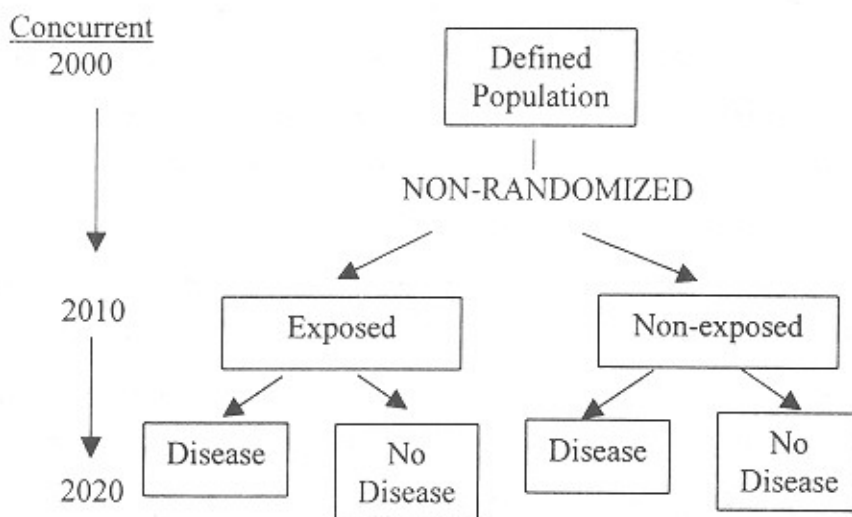 Concurrent
2000
Defined
Population
NON-RANDOMIZED
2010
Exposed
Non-exposed
Disease
No
Disease
Disease
No
Disease
2020